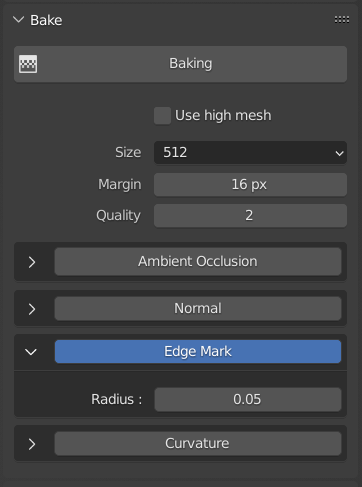 Bake
Baking
Use high mesh
Size 512
Margin 16 px
Quality 2
Ambient Occlusion
Normal
Edge Mark
Radius : 0.05
Curvature